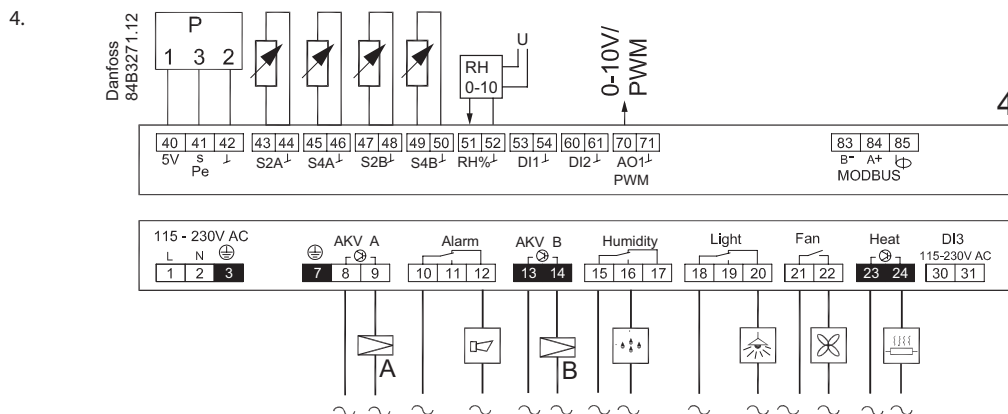 4.
Danfoss
84B3271.12
P
1 3 2
RH
0-10
U
0-10V/
PWM
4
40 41 42 43 44 45 46 47 48 49 50 51 52 53 54 60 61 70 71 83 84 85
5V s ⊥ S2A⊥ S4A⊥ S2B⊥ S4B⊥ RH%⊥ DI1⊥ DI2⊥ AO1⊥ B- A+
Pe PWM MODBUS
115 - 230V AC AKV A Alarm AKV B Humidity Light Fan Heat DI3
L N 115-230V AC
1 2 3 7 8 9 10 11 12 13 14 15 16 17 18 19 20 21 22 23 24 30 31
A B